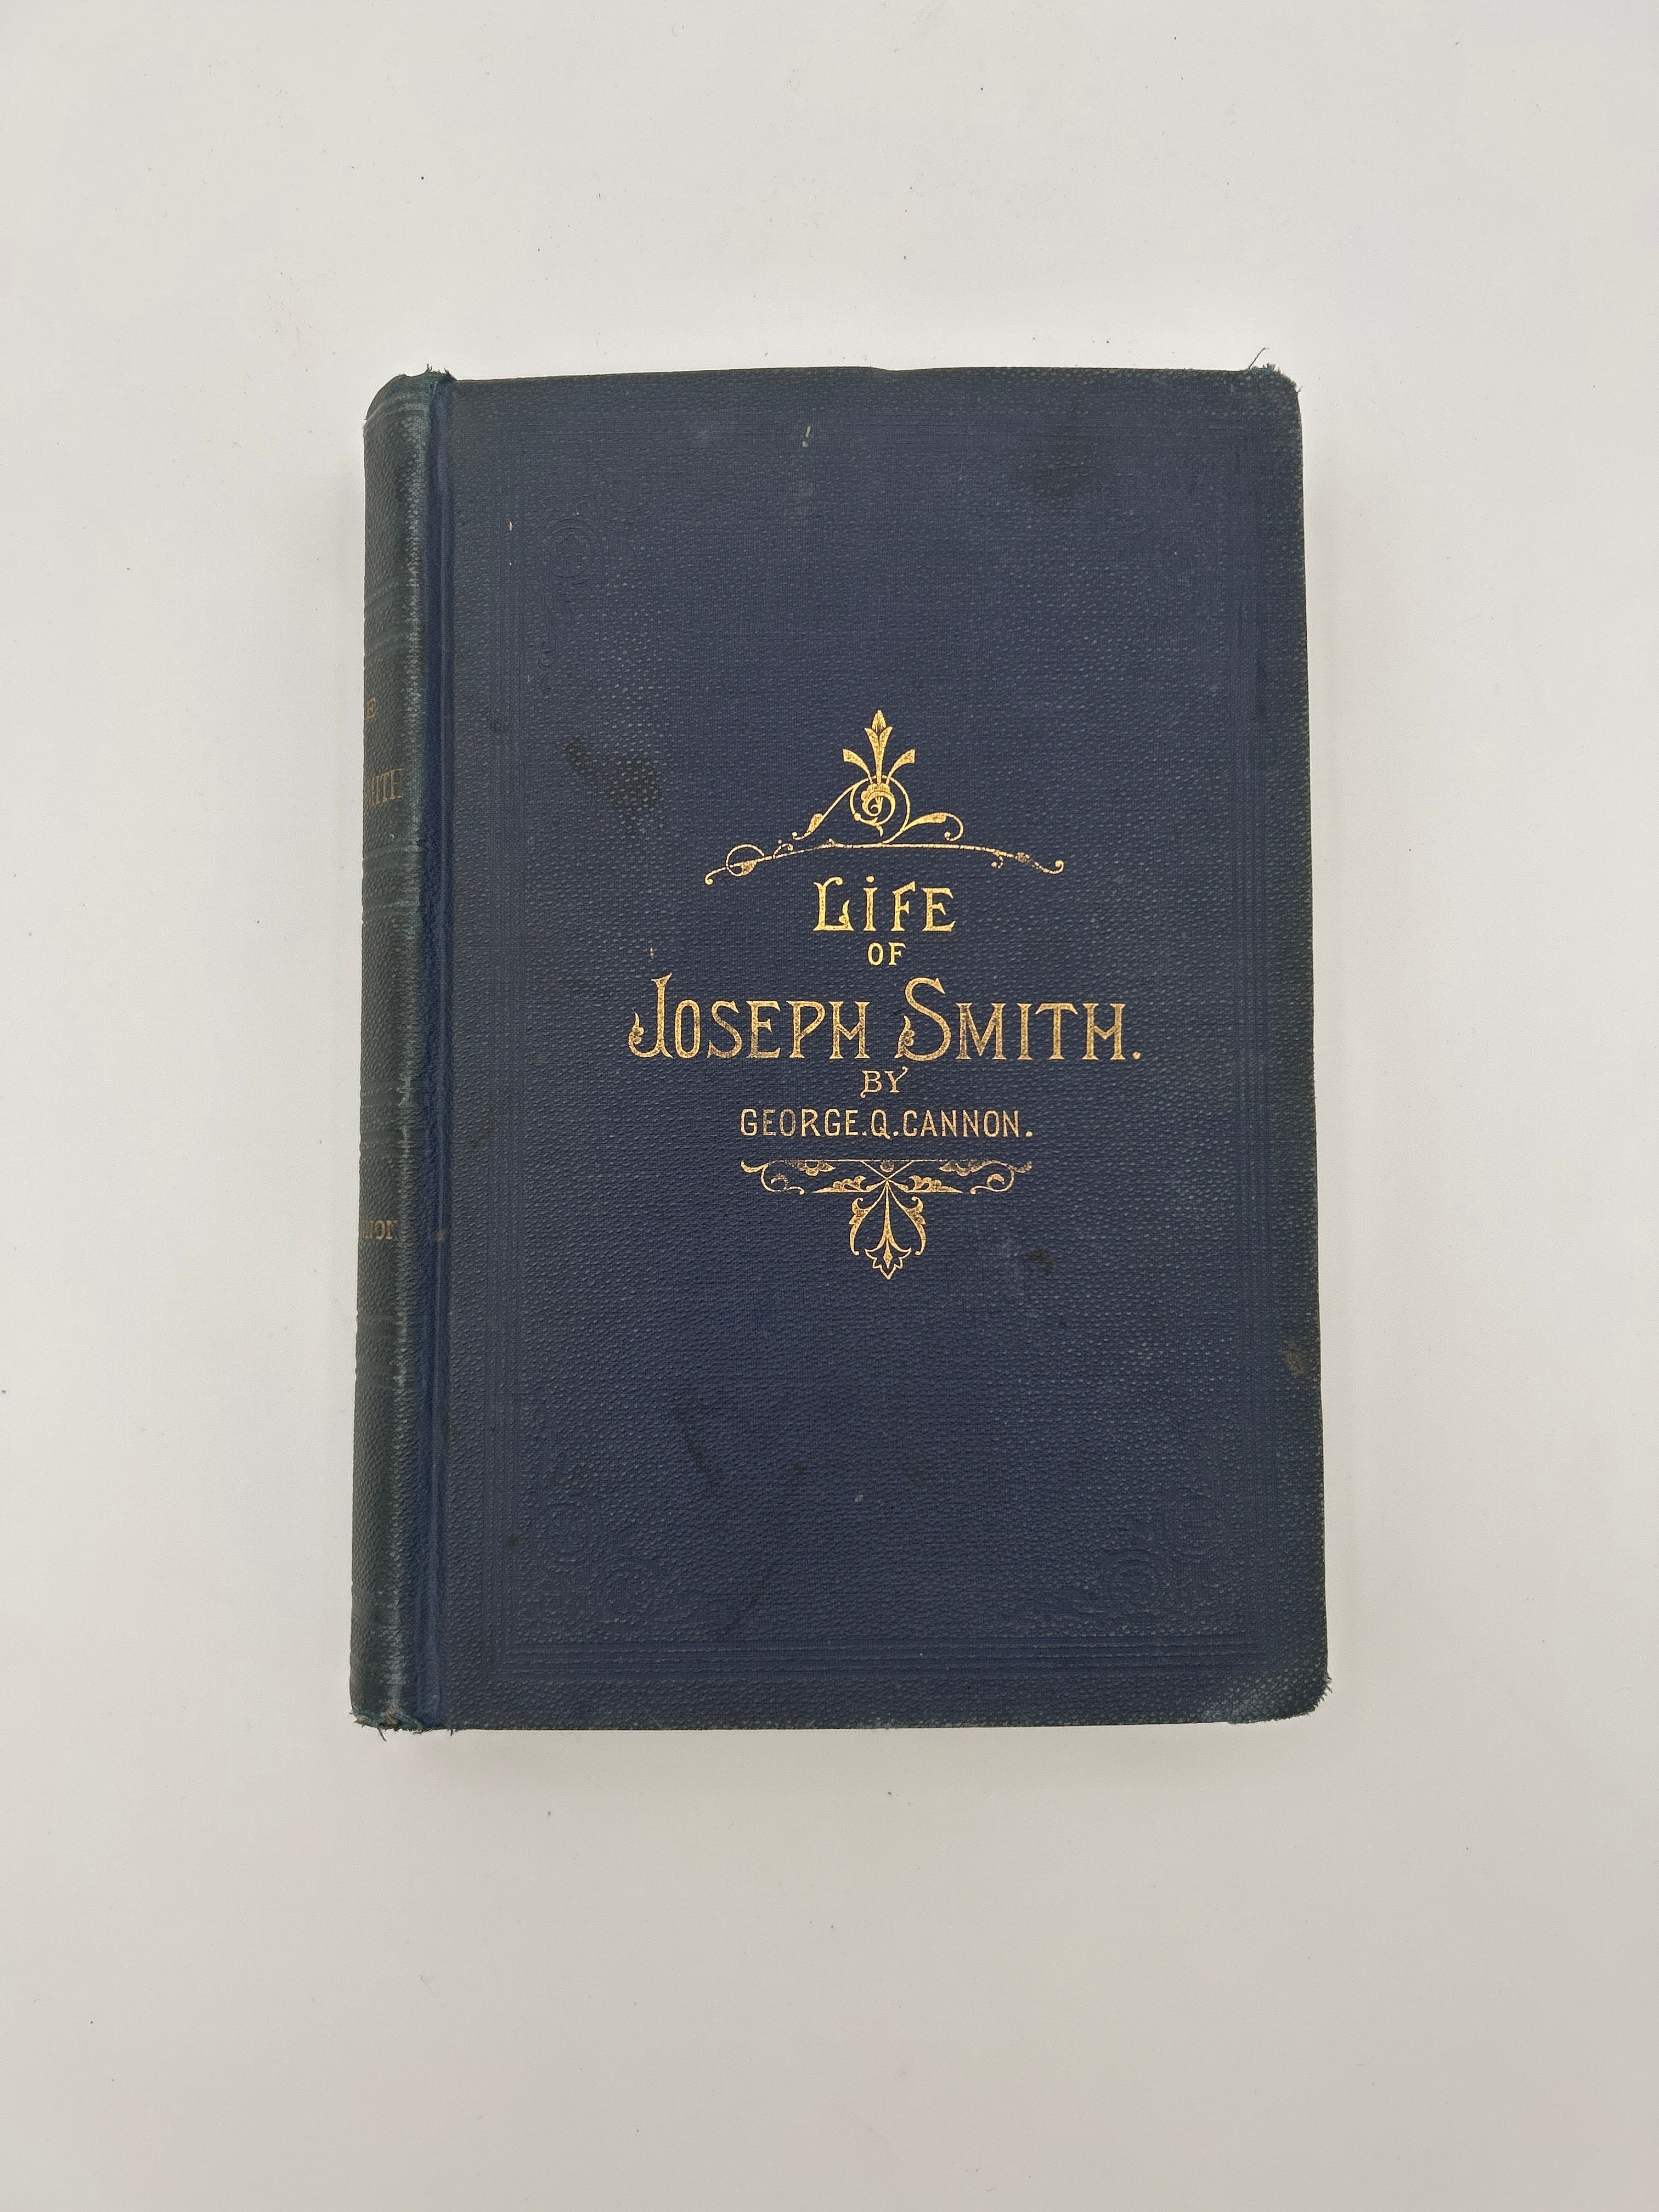 LiFE
OF
JOSEPH SMITH.
BY
GEORGE.Q.CANNON.